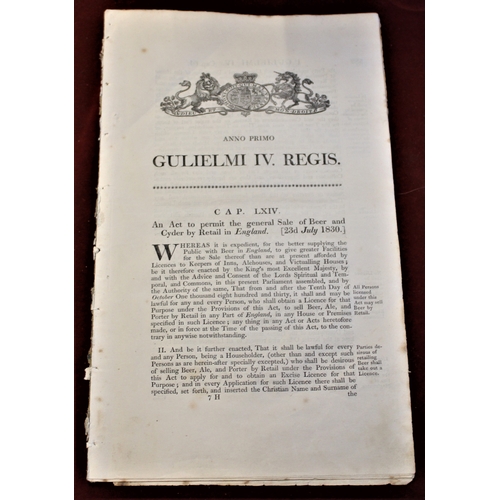 ANNO PRIMO
GULIELMI IV. REGIS.
CAP. LXIV.
An Act to permit the general Sale of Beer and
Cyder by Retail in England. [23d July 1830.]
WHEREAS it is expedient, for the better supplying the
Public with Beer in England, to give greater Facilities
for the Sale thereof than are at present afforded by
Licences to Keepers of Inns, Alehouses, and Victualling Houses;
be it therefore enacted by the King's most Excellent Majesty, by
and with the Advice and Consent of the Lords Spiritual and Tem-
poral, and Commons, in this present Parliament assembled, and by
the Authority of the same, That from and after the Tenth Day of
October One thousand eight hundred and thirty, it shall and may be
lawful for any and every Person, who shall obtain a Licence for that
Purpose under the Provisions of this Act, to sell Beer, Ale, and
Porter by Retail in any Part of England, in any House or Premises
specified in such Licence; any thing in any Act or Acts heretofore
made, or in force at the Time of the passing of this Act, to the con-
trary in anywise notwithstanding.
All Persons
licensed
under this
Act may sell
Beer by
Retail.
II. And be it further enacted, That it shall be lawful for every
and any Person, being a Householder, (other than and except such
Persons as are herein-after specially excepted,) who shall be desirous
of selling Beer, Ale, and Porter by Retail under the Provisions of
this Act to apply for and to obtain an Excise Licence for that
Purpose; and in every Application for such Licence there shall be
specified, set forth, and inserted the Christian Name and Surname of
Parties de-
sirous of
retailing
Beer shall
take out a
Licence.
7 H
the